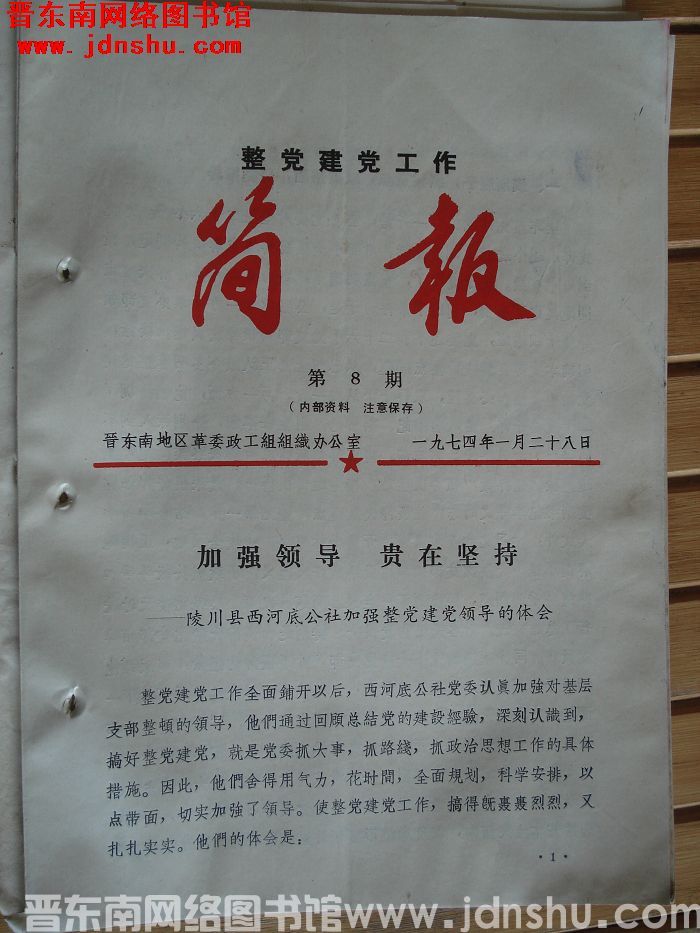 晋东南网络图书馆
www.jdnshu.com
整党建党工作
简报
第 8 期
（内部资料 注意保存）
晋东南地区革委政工組組織办公室 一九七四年一月二十八日
加强领导 贵在坚持
——陵川县西河底公社加强整党建党领导的体会
整党建党工作全面鋪开以后，西河底公社党委认眞加強对基层
支部整頓的領导，他們通过回顾总結党的建設經驗，深刻认識到，
搞好整党建党，就是党委抓大事，抓路綫，抓政治思想工作的具体
措施。因此，他們舍得用气力，花时間，全面规划，科学安排，以
点带面，切实加強了領导。使整党建党工作，搞得旣轰轰烈烈，又
扎扎实实。他們的体会是：
·1·
晋东南网络图书馆www.jdnshu.com